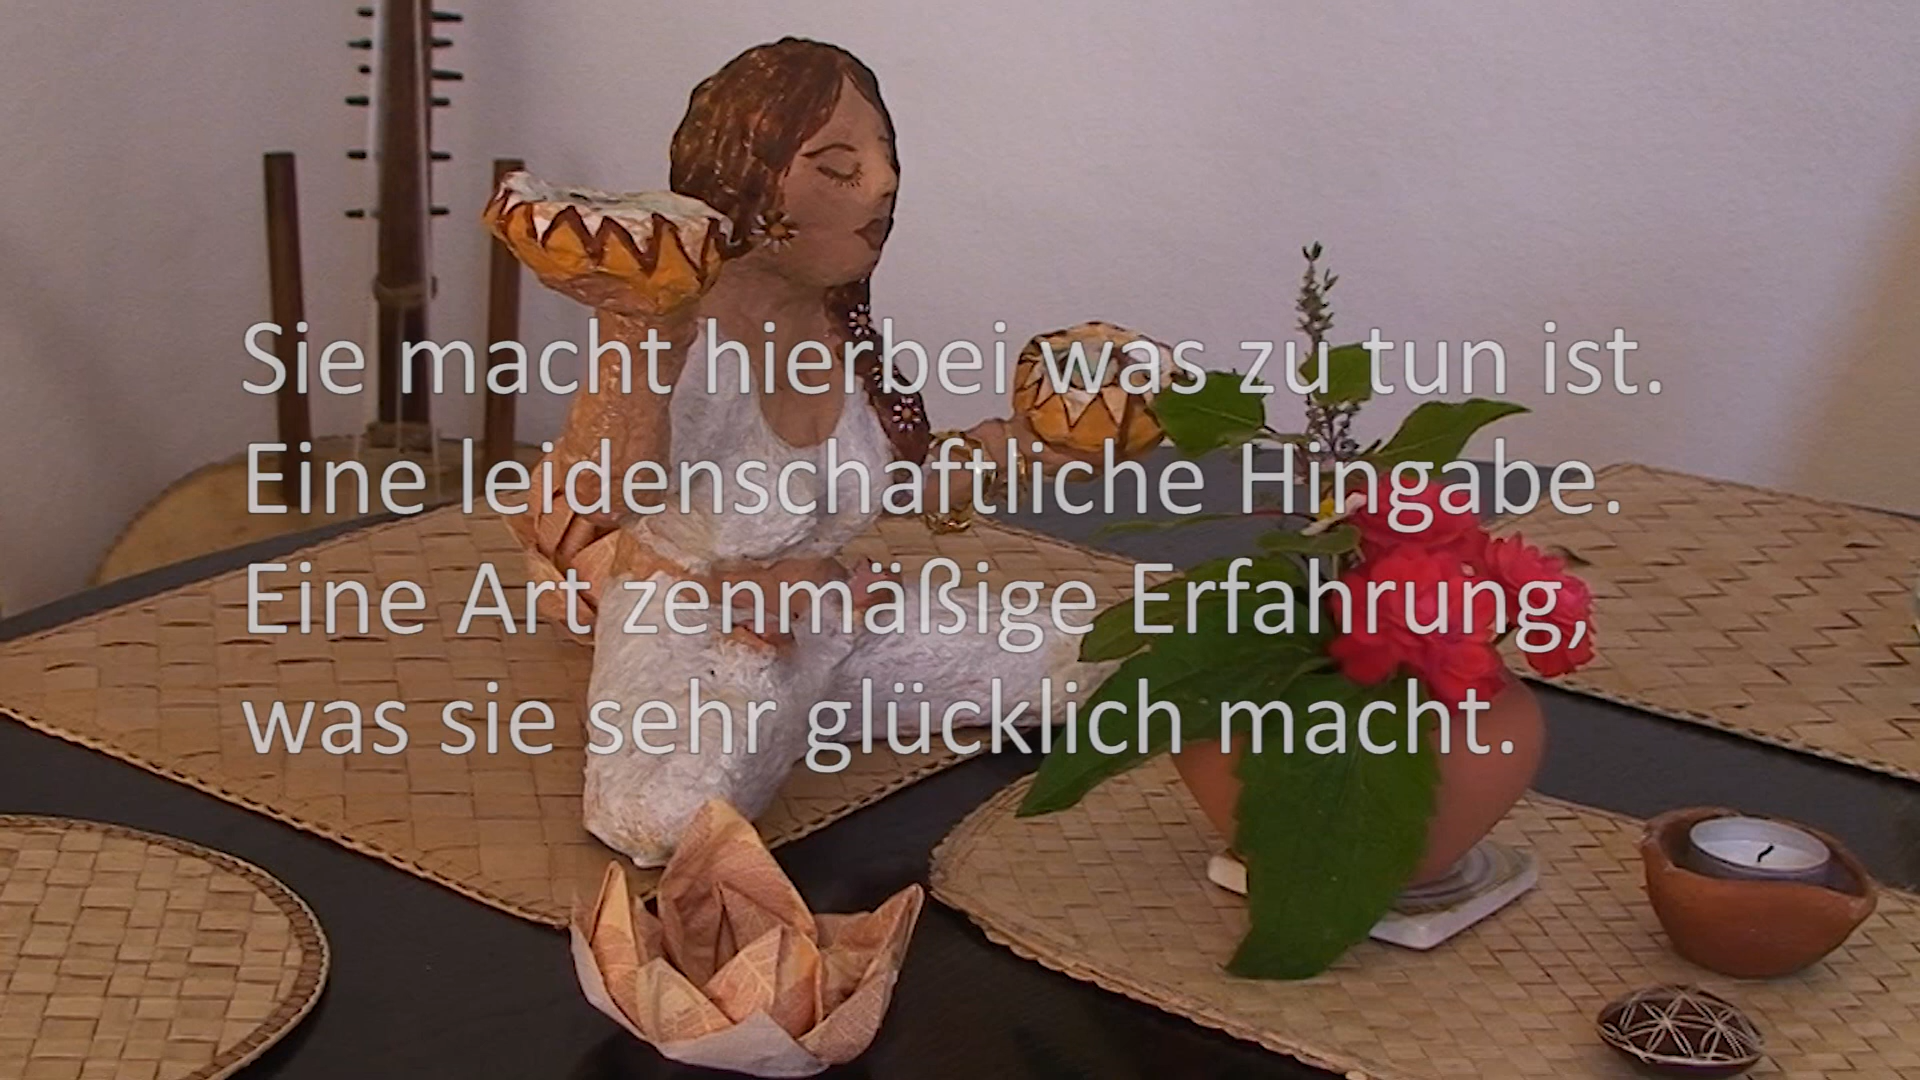 Sie macht hierbei was zu tun ist.
Eine leidenschaftliche Hingabe.
Eine Art zenmäßige Erfahrung,
was sie sehr glücklich macht.